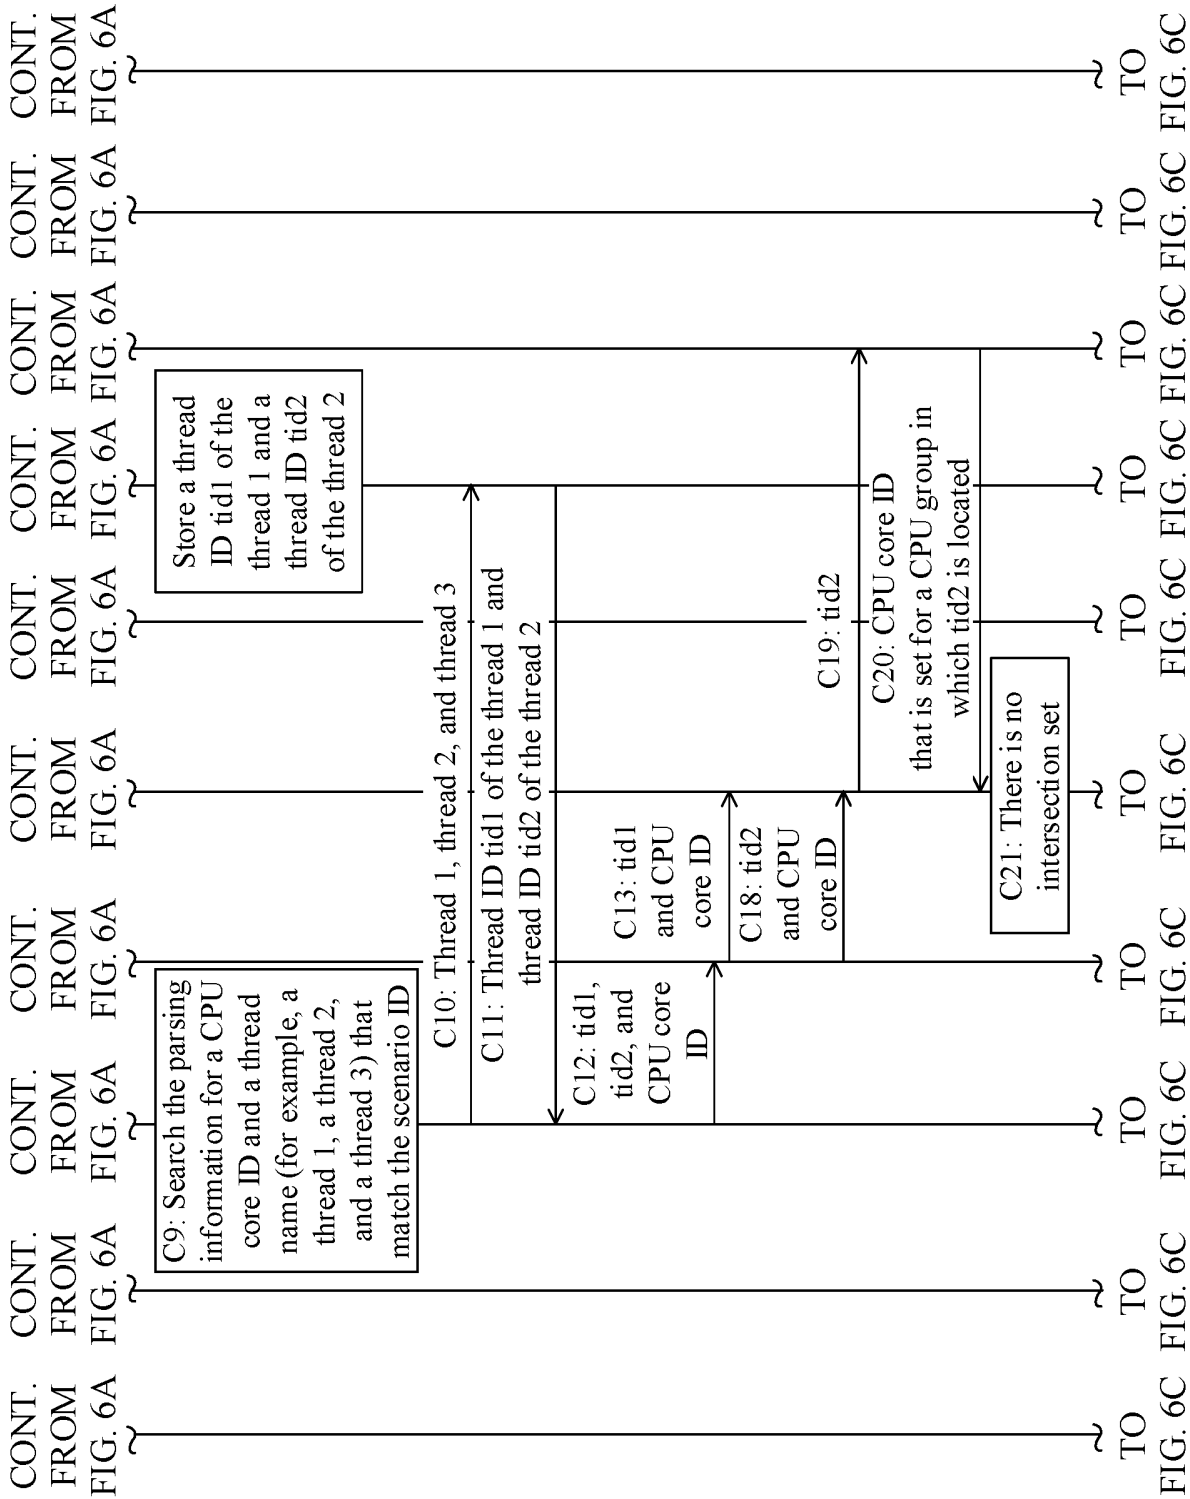 CONT.
FROM
FIG. 6A
CONT.
FROM
FIG. 6A
CONT.
FROM
FIG. 6A
CONT.
FROM
FIG. 6A
CONT.
FROM
FIG. 6A
CONT.
FROM
FIG. 6A
CONT.
FROM
FIG. 6A
CONT.
FROM
FIG. 6A
CONT.
FROM
FIG. 6A
CONT.
FROM
FIG. 6A
C9: Search the parsing
information for a CPU
core ID and a thread
name (for example, a
thread 1, a thread 2,
and a thread 3) that
match the scenario ID
Store a thread
ID tid1 of the
thread 1 and a
thread ID tid2
of the thread 2
C10: Thread 1, thread 2, and thread 3
C11: Thread ID tid1 of the thread 1 and
thread ID tid2 of the thread 2
C12: tid1,
tid2, and
CPU core
ID
C13: tid1
and CPU
core ID
C18: tid2
and CPU
core ID
C19: tid2
C20: CPU core ID
that is set for a CPU group in
which tid2 is located
C21: There is no
intersection set
TO
FIG. 6C
TO
FIG. 6C
TO
FIG. 6C
TO
FIG. 6C
TO
FIG. 6C
TO
FIG. 6C
TO
FIG. 6C
TO
FIG. 6C
TO
FIG. 6C
TO
FIG. 6C